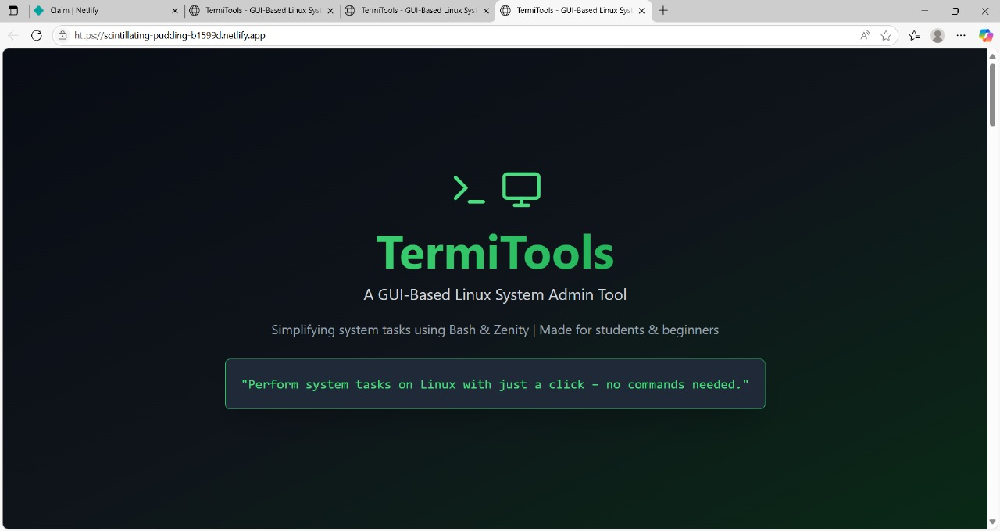 Claim | Netlify
TermiTools - GUI-Based Linux Syst
TermiTools - GUI-Based Linux Syst
TermiTools - GUI-Based Linux Syst
https://scintillating-pudding-b1599d.netlify.app
TermiTools
A GUI-Based Linux System Admin Tool
Simplifying system tasks using Bash & Zenity | Made for students & beginners
"Perform system tasks on Linux with just a click – no commands needed."